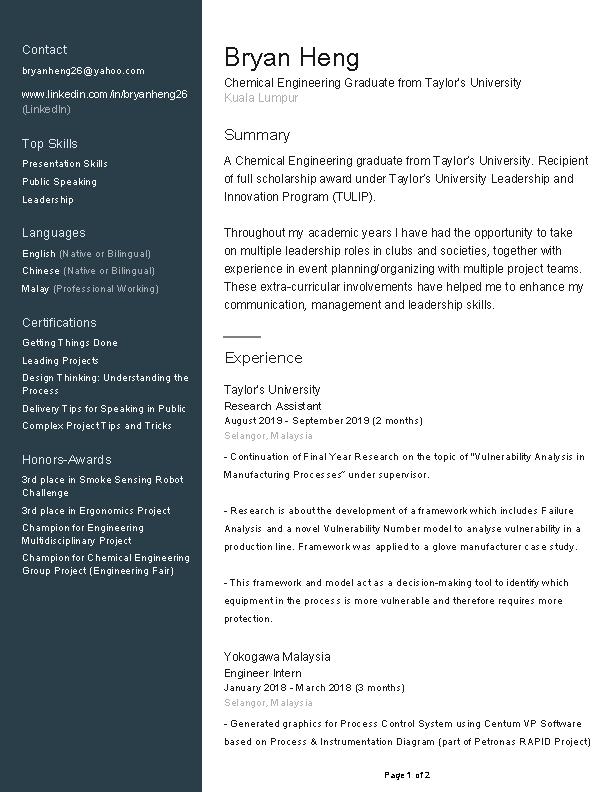 Contact
bryanheng26@yahoo.com
www.linkedin.com/in/bryanheng26
(LinkedIn)
Top Skills
Presentation Skills
Public Speaking
Leadership
Languages
English (Native or Bilingual)
Chinese (Native or Bilingual)
Malay (Professional Working)
Certifications
Getting Things Done
Leading Projects
Design Thinking: Understanding the
Process
Delivery Tips for Speaking in Public
Complex Project Tips and Tricks
Honors-Awards
3rd place in Smoke Sensing Robot
Challenge
3rd place in Ergonomics Project
Champion for Engineering
Multidisciplinary Project
Champion for Chemical Engineering
Group Project (Engineering Fair)
Bryan Heng
Chemical Engineering Graduate from Taylor's University
Kuala Lumpur
Summary
A Chemical Engineering graduate from Taylor's University. Recipient
of full scholarship award under Taylor's University Leadership and
Innovation Program (TULIP).
Throughout my academic years I have had the opportunity to take
on multiple leadership roles in clubs and societies, together with
experience in event planning/organizing with multiple project teams.
These extra-curricular involvements have helped me to enhance my
communication, management and leadership skills.
Experience
Taylor's University
Research Assistant
August 2019 - September 2019 (2 months)
Selangor, Malaysia
- Continuation of Final Year Research on the topic of "Vulnerability Analysis in
Manufacturing Processes" under supervisor.
- Research is about the development of a framework which includes Failure
Analysis and a novel Vulnerability Number model to analyse vulnerability in a
production line. Framework was applied to a glove manufacturer case study.
- This framework and model act as a decision-making tool to identify which
equipment in the process is more vulnerable and therefore requires more
protection.
Yokogawa Malaysia
Engineer Intern
January 2018 - March 2018 (3 months)
Selangor, Malaysia
- Generated graphics for Process Control System using Centum VP Software
based on Process & Instrumentation Diagram (part of Petronas RAPID Project)
Page 1 of 2